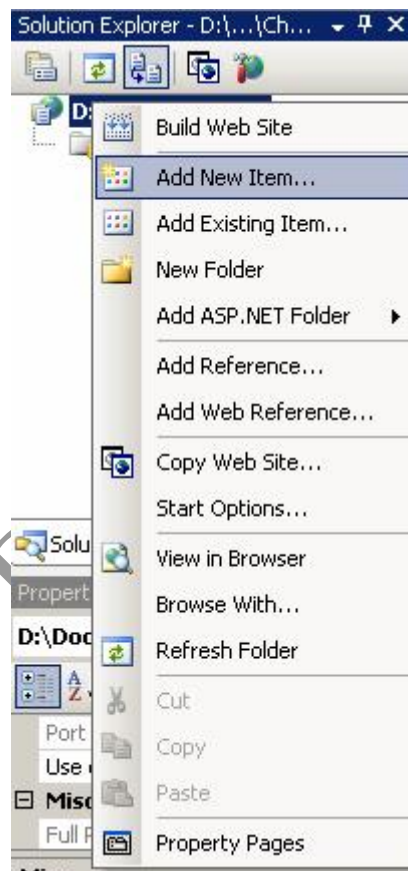 Solution Explorer - D:\...\Ch...
D:
Build Web Site
Add New Item...
Add Existing Item...
New Folder
Add ASP.NET Folder
Add Reference...
Add Web Reference...
Copy Web Site...
Start Options...
Solu
View in Browser
Propert
Browse With...
D:\Doc
Refresh Folder
Cut
Port
Copy
Use
Misc
Paste
Full P
Property Pages